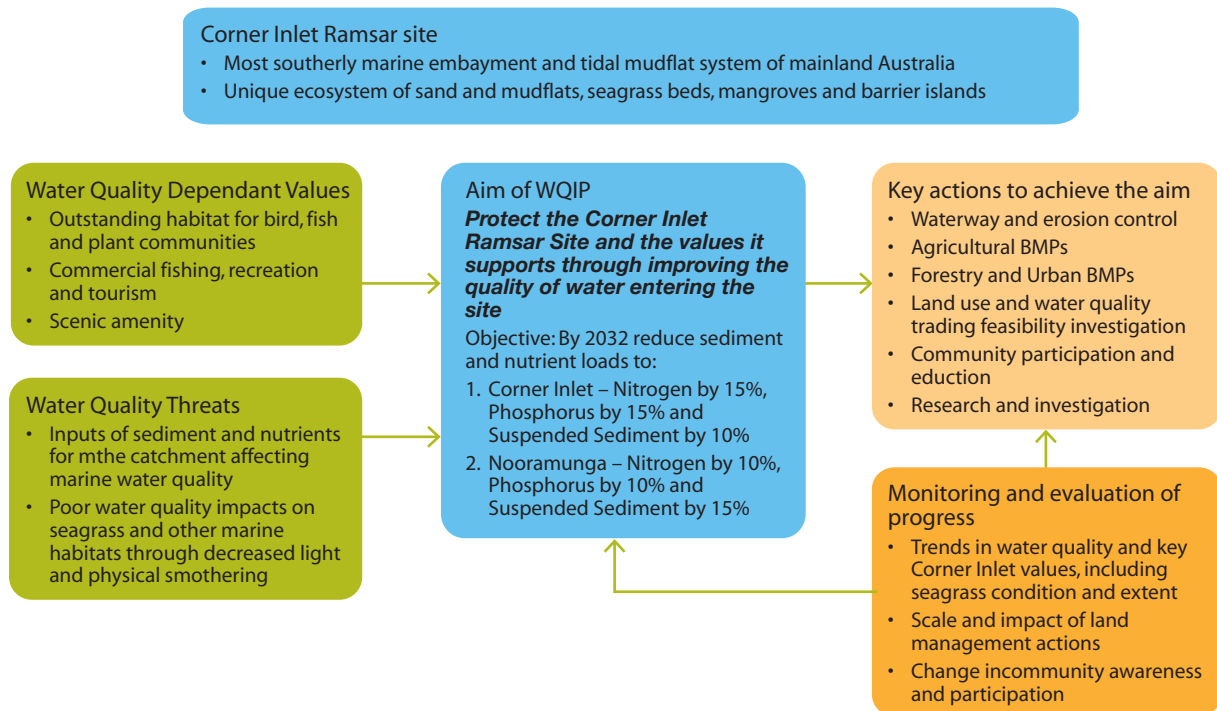 Corner Inlet Ramsar site
• Most southerly marine embayment and tidal mudflat system of mainland Australia
• Unique ecosystem of sand and mudflats, seagrass beds, mangroves and barrier islands
Water Quality Dependant Values
• Outstanding habitat for bird, fish
and plant communities
• Commercial fishing, recreation
and tourism
• Scenic amenity
Water Quality Threats
• Inputs of sediment and nutrients
for mthe catchment affecting
marine water quality
• Poor water quality impacts on
seagrass and other marine
habitats through decreased light
and physical smothering
Aim of WQIP
Protect the Corner Inlet
Ramsar Site and the values it
supports through improving the
quality of water entering the
site
Objective: By 2032 reduce sediment
and nutrient loads to:
1. Corner Inlet – Nitrogen by 15%,
Phosphorus by 15% and
Suspended Sediment by 10%
2. Nooramunga – Nitrogen by 10%,
Phosphorus by 10% and
Suspended Sediment by 15%
Key actions to achieve the aim
• Waterway and erosion control
• Agricultural BMPs
• Forestry and Urban BMPs
• Land use and water quality
trading feasibility investigation
• Community participation and
eduction
• Research and investigation
Monitoring and evaluation of
progress
• Trends in water quality and key
Corner Inlet values, including
seagrass condition and extent
• Scale and impact of land
management actions
• Change incommunity awareness
and participation